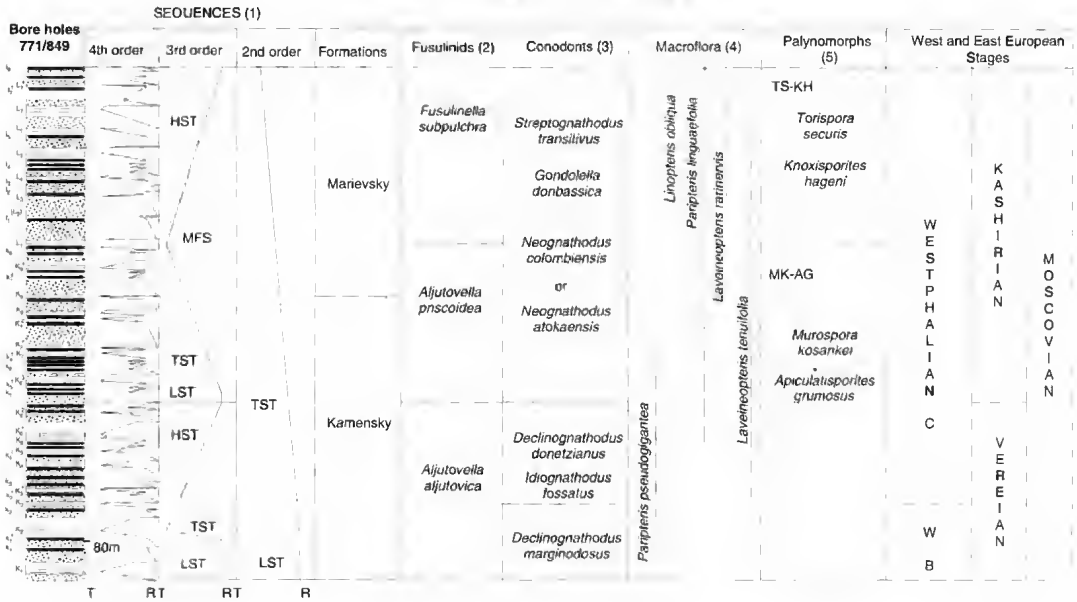 SEQUENCES (1)
Bore holes
771/849
4th order
3rd order
2nd order
Formations
Fusulinids (2)
Conodonts (3)
Macroflora (4)
Palynomorphs
(5)
West and East European
Stages
HST
MFS
TST
LST
HST
TST
LST
TST
LST
Marievsky
Kamensky
Fusulinella
subpulchra
Aljutovella
priscoidea
Aljutovella
aljutovica
Streptognathodus
transitivus
Gondolella
donbassica
Neognathodus
colombiensis
or
Neognathodus
atokaensis
Declinognathodus
donetzianus
Idiognathodus
fossatus
Declinognathodus
marginodosus
Paripteris pseudogigantea
Linopteris obliqua
Paripteris linguaefolia
Laveineopteris rarinervis
Laveineopteris tenuifolia
TS-KH
Torispora
securis
Knoxisporites
hageni
MK-AG
Murospora
kosankei
Apiculatisporites
grumosus
WESTPHALIAN
C
W
B
KASHIRIAN
VEREIAN
MOSCOVIAN
80m
T
RT
RT
R